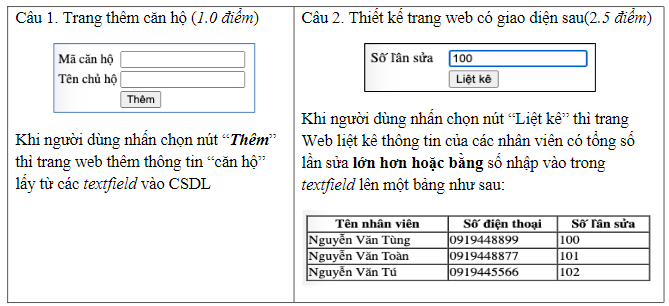 Câu 1. Trang thêm căn hộ (1.0 điểm)
Mã căn hộ
Tên chủ hộ
Thêm
Khi người dùng nhấn chọn nút “Thêm”
thì trang web thêm thông tin “căn hộ”
lấy từ các textfield vào CSDL
Câu 2. Thiết kế trang web có giao diện sau(2.5 điểm)
Số lần sửa 100
Liệt kê
Khi người dùng nhấn chọn nút “Liệt kê” thì trang
Web liệt kê thông tin của các nhân viên có tổng số
lần sửa lớn hơn hoặc bằng số nhập vào trong
textfield lên một bảng như sau:
Tên nhân viên Số điện thoại Số lần sửa
Nguyễn Văn Tùng 0919448899 100
Nguyễn Văn Toàn 0919448877 101
Nguyễn Văn Tú 0919445566 102